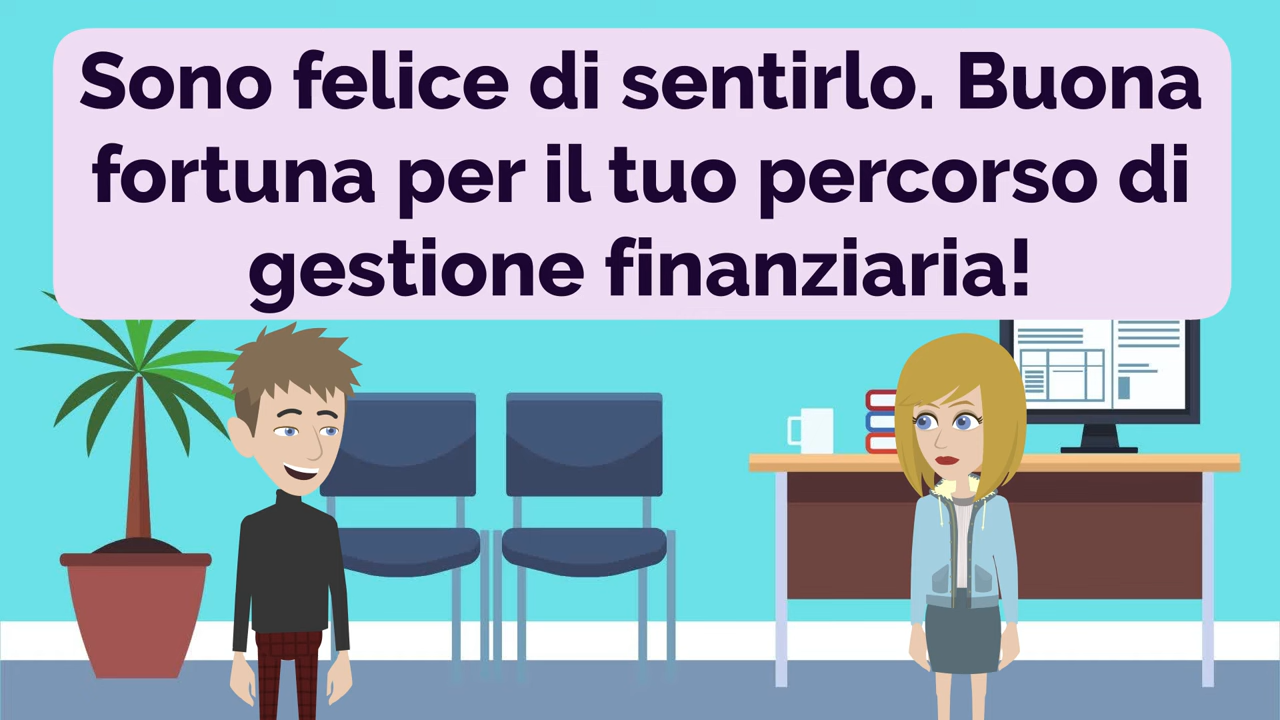 Sono felice di sentirlo. Buona
fortuna per il tuo percorso di
gestione finanziaria!